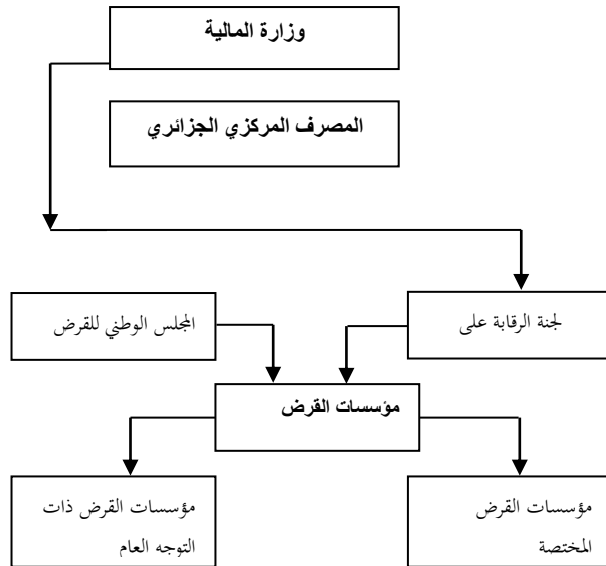 وزارة المالية
المصرف المركزي الجزائري
لجنة الرقابة على
المجلس الوطني للقرض
مؤسسات القرض
مؤسسات القرض
المختصة
مؤسسات القرض ذات
التوجه العام